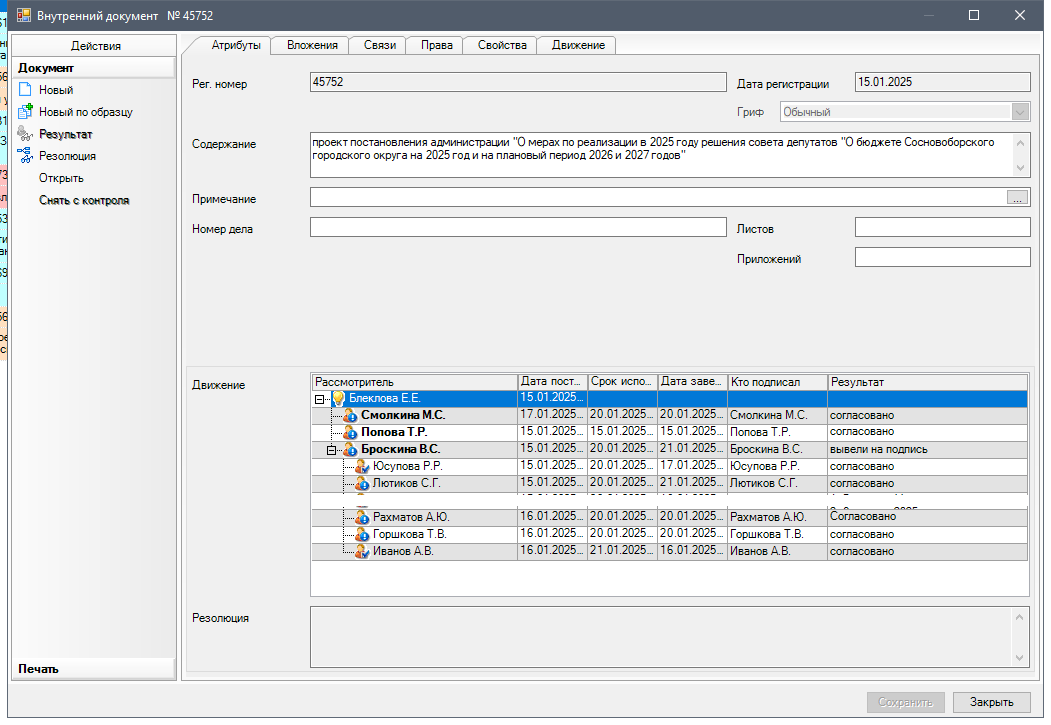 Внутренний документ № 45752
Действия
Документ
Новый
Новый по образцу
Результат
Резолюция
Открыть
Снять с контроля
Печать
Атрибуты Вложения Связи Права Свойства Движение
Рег. номер 45752 Дата регистрации 15.01.2025
Гриф Обычный
Содержание
проект постановления администрации "О мерах по реализации в 2025 году решения совета депутатов "О бюджете Сосновоборского
городского округа на 2025 год и на плановый период 2026 и 2027 годов"
Примечание ...
Номер дела Листов
Приложений
Движение
Рассмотритель Дата пост... Срок испо... Дата заве... Кто подписал Результат
Блеклова Е.Е. 15.01.2025...
Смолкина М.С. 17.01.2025... 20.01.2025... 20.01.2025... Смолкина М.С. согласовано
Попова Т.Р. 15.01.2025... 15.01.2025... 15.01.2025... Попова Т.Р. согласовано
Броскина В.С. 15.01.2025... 20.01.2025... 21.01.2025... Броскина В.С. вывели на подпись
Юсупова Р.Р. 15.01.2025... 20.01.2025... 17.01.2025... Юсупова Р.Р. согласовано
Лютиков С.Г. 15.01.2025... 20.01.2025... 21.01.2025... Лютиков С.Г. согласовано
Рахматов А.Ю. 16.01.2025... 20.01.2025... 20.01.2025... Рахматов А.Ю. Согласовано
Горшкова Т.В. 16.01.2025... 20.01.2025... 20.01.2025... Горшкова Т.В. согласовано
Иванов А.В. 16.01.2025... 21.01.2025... 16.01.2025... Иванов А.В. согласовано
Резолюция
Сохранить Закрыть